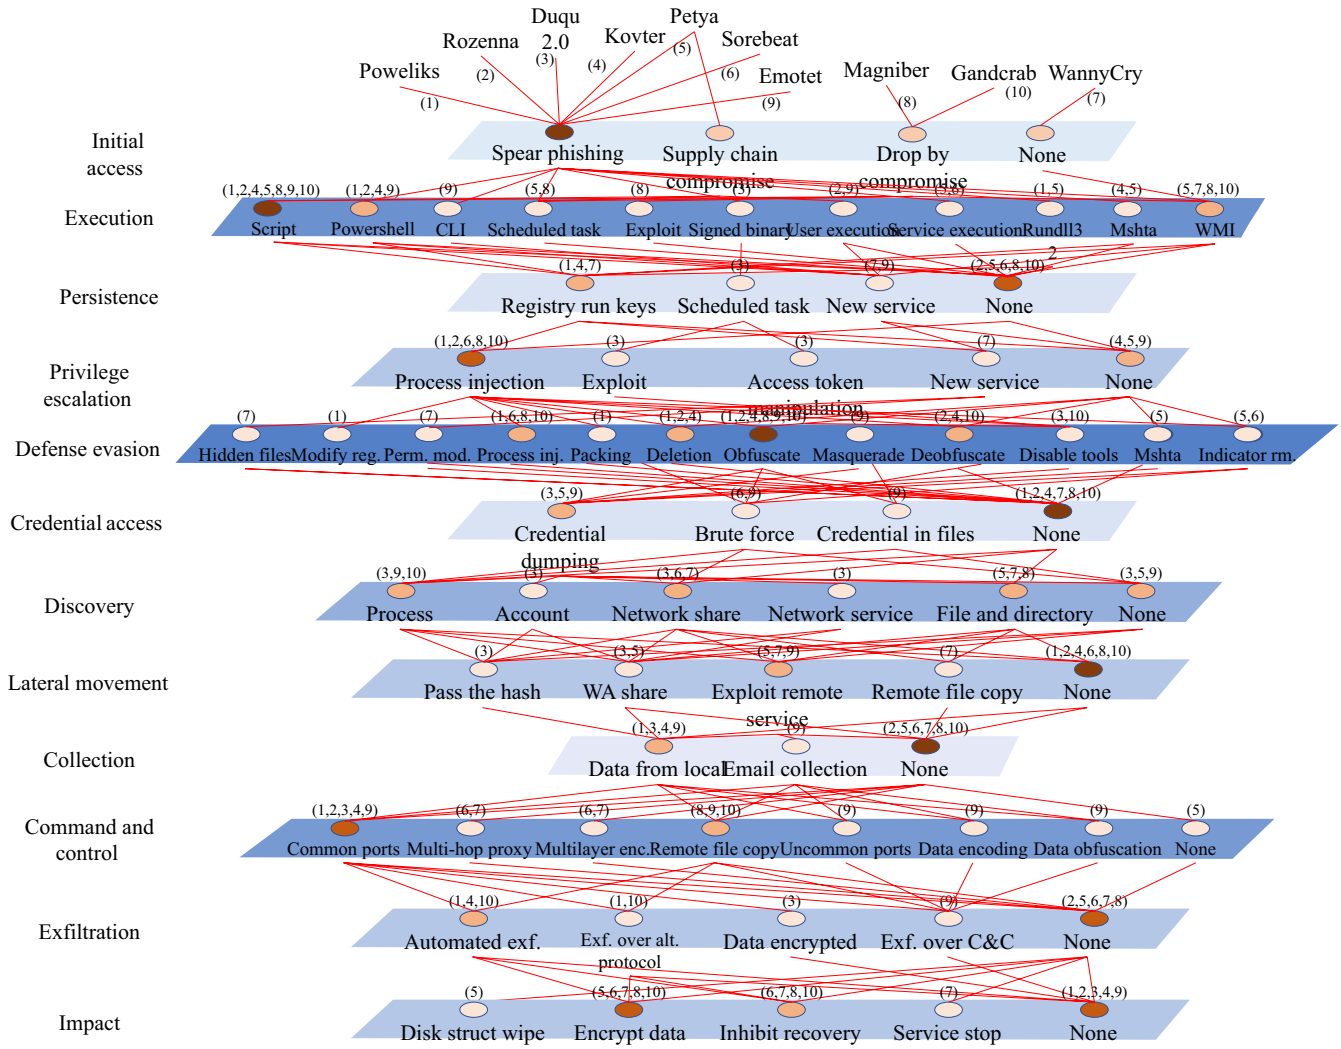 Duqu
2.0
Petya
Rozenna
Kovter
Sorebeat
Poweliks
Emotet
Magniber
Gandcrab
WannyCry
(1)
(2)
(3)
(4)
(5)
(6)
(9)
(8)
(10)
(7)
Initial
access
Spear phishing
Supply chain
compromise
Drop by
compromise
None
Execution
(1,2,4,5,8,9,10)
(1,2,4,9)
(9)
(5,8)
(8)
(3)
(2,9)
(3,6)
(1,5)
(4,5)
(5,7,8,10)
Script
Powershell
CLI
Scheduled task
Exploit
Signed binary
User execution
Service execution
Rundll3
2
Mshta
WMI
Persistence
(1,4,7)
(3)
(7,9)
(2,5,6,8,10)
Registry run keys
Scheduled task
New service
None
Privilege
escalation
(1,2,6,8,10)
(3)
(3)
(7)
(4,5,9)
Process injection
Exploit
Access token
manipulation
New service
None
Defense evasion
(7)
(1)
(7)
(1,6,8,10)
(1)
(1,2,4)
(1,2,4,8,9,10)
(9)
(2,4,10)
(3,10)
(5)
(5,6)
Hidden files
Modify reg.
Perm. mod.
Process inj.
Packing
Deletion
Obfuscate
Masquerade
Deobfuscate
Disable tools
Mshta
Indicator rm.
Credential access
(3,5,9)
(6,9)
(9)
(1,2,4,7,8,10)
Credential
dumping
Brute force
Credential in files
None
Discovery
(3,9,10)
(3)
(3,6,7)
(3)
(5,7,8)
(3,5,9)
Process
Account
Network share
Network service
File and directory
None
Lateral movement
(3)
(3,5)
(5,7,9)
(7)
(1,2,4,6,8,10)
Pass the hash
WA share
Exploit remote
service
Remote file copy
None
Collection
(1,3,4,9)
(9)
(2,5,6,7,8,10)
Data from local
Email collection
None
Command and
control
(1,2,3,4,9)
(6,7)
(6,7)
(8,9,10)
(9)
(9)
(9)
(5)
Common ports
Multi-hop proxy
Multilayer enc.
Remote file copy
Uncommon ports
Data encoding
Data obfuscation
None
Exfiltration
(1,4,10)
(1,10)
(3)
(9)
(2,5,6,7,8)
Automated exf.
Exf. over alt.
protocol
Data encrypted
Exf. over C&C
None
Impact
(5)
(5,6,7,8,10)
(6,7,8,10)
(7)
(1,2,3,4,9)
Disk struct wipe
Encrypt data
Inhibit recovery
Service stop
None